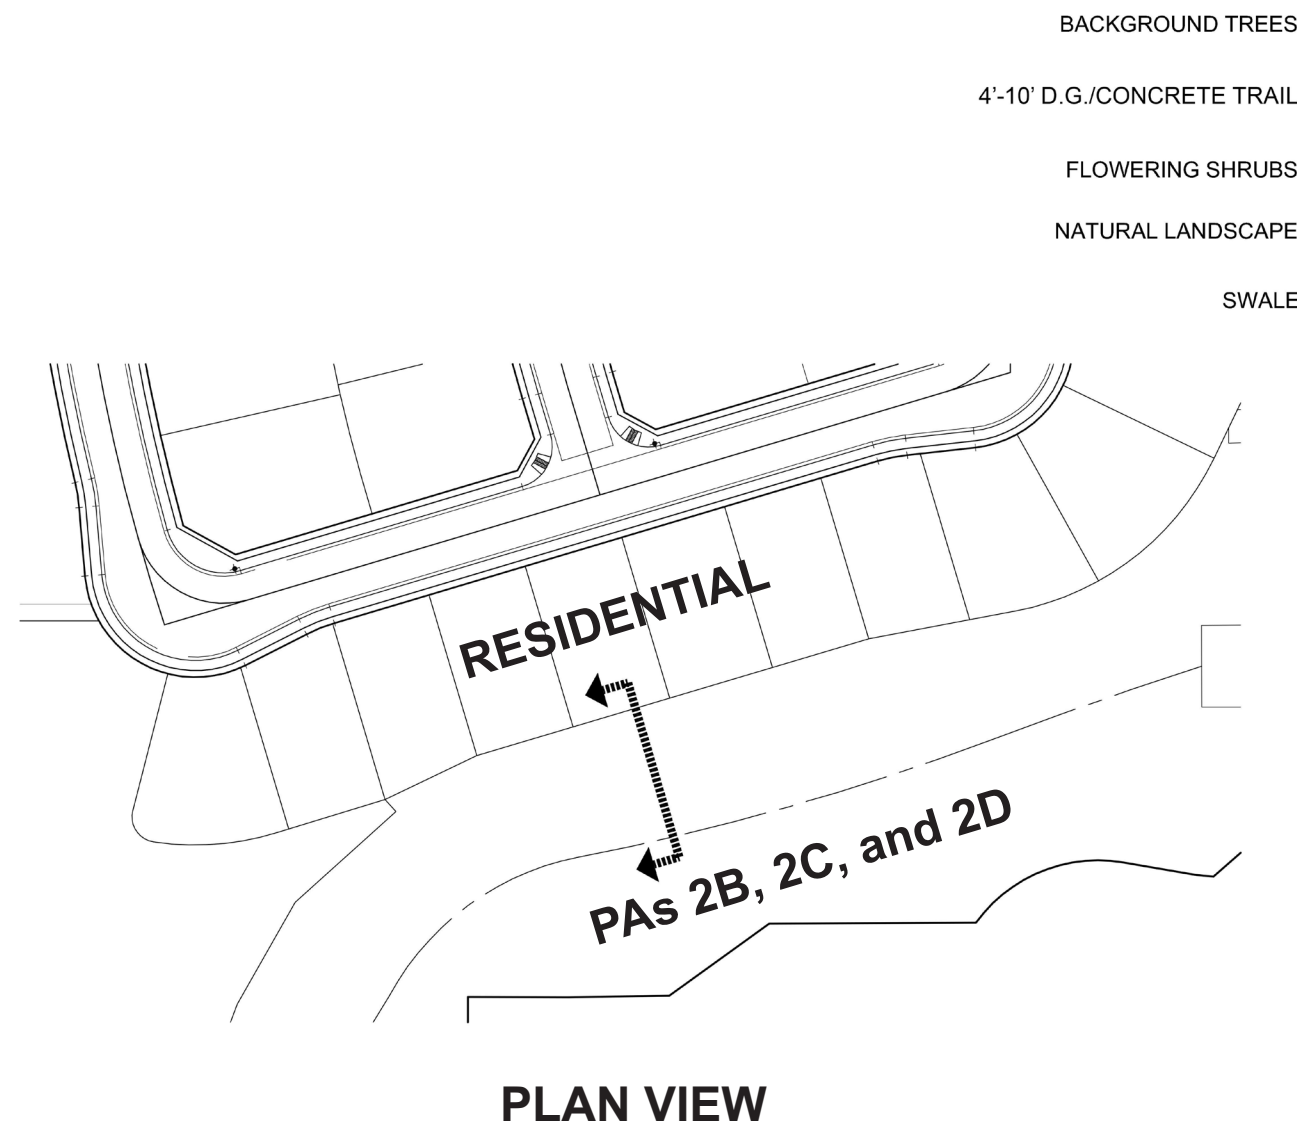 BACKGROUND TREES
4’-10’ D.G./CONCRETE TRAIL
FLOWERING SHRUBS
NATURAL LANDSCAPE
SWALE
RESIDENTIAL
PAs 2B, 2C, and 2D
PLAN VIEW